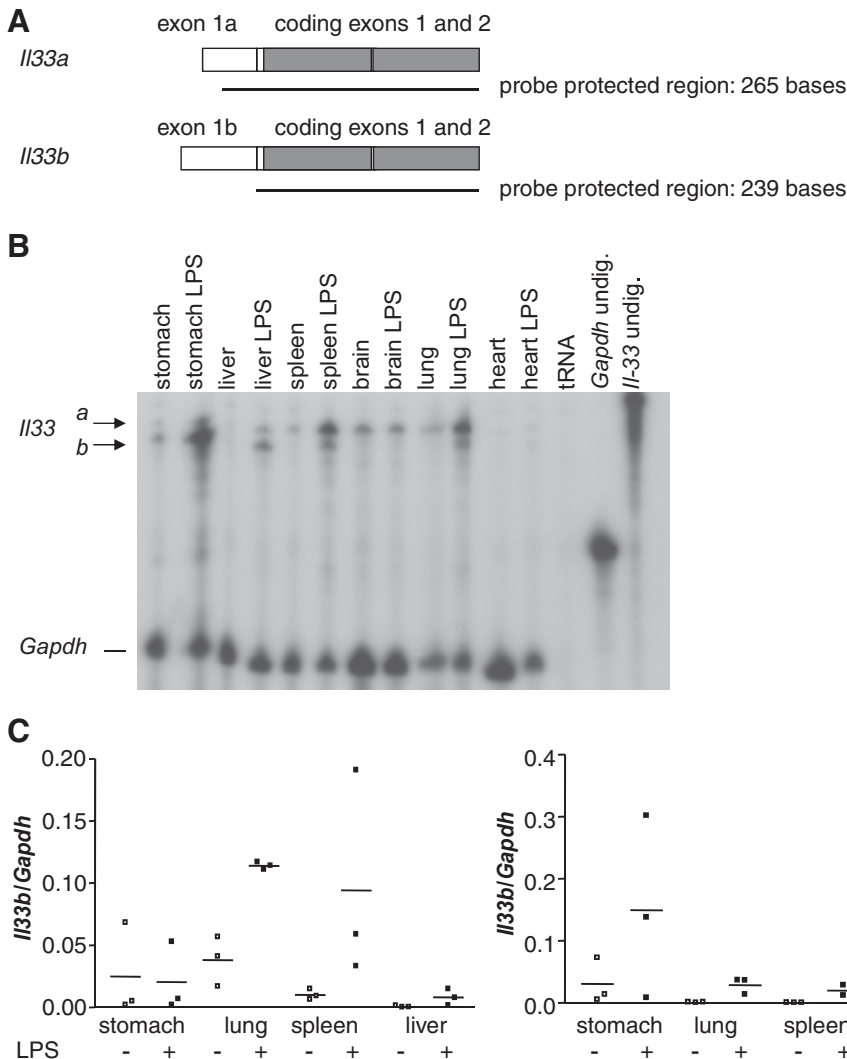 A
exon 1a coding exons 1 and 2
Il33a
probe protected region: 265 bases
exon 1b coding exons 1 and 2
Il33b
probe protected region: 239 bases
B
stomach
stomach LPS
liver
liver LPS
spleen
spleen LPS
brain
brain LPS
lung
lung LPS
heart
heart LPS
tRNA
Gapdh undig.
Il-33 undig.
Il33
a
b
Gapdh
C
Il33b/Gapdh
0.20
0.15
0.10
0.05
0.00
stomach lung spleen liver
LPS - + - + - + - +
Il33b/Gapdh
0.4
0.3
0.2
0.1
0.0
stomach lung spleen
- + - + - +